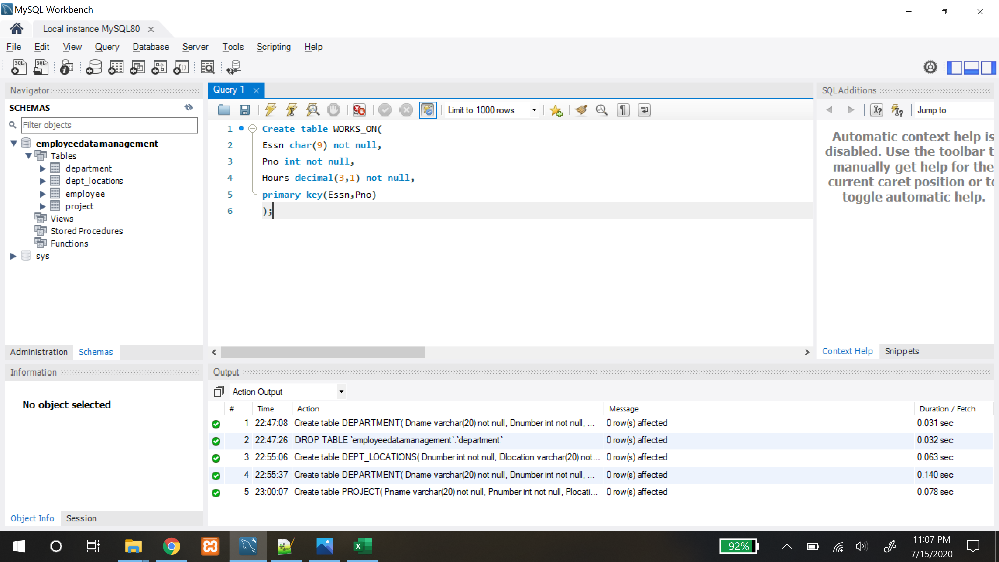 MySQL Workbench
Local instance MySQL80
File Edit View Query Database Server Tools Scripting Help
Navigator
SCHEMAS
Filter objects
employeedatamanagement
Tables
department
dept_locations
employee
project
Views
Stored Procedures
Functions
sys
Administration Schemas
Information
No object selected
Object Info Session
Query 1
Limit to 1000 rows
1 Create table WORKS_ON(
2 Essn char(9) not null,
3 Pno int not null,
4 Hours decimal(3,1) not null,
5 primary key(Essn,Pno)
6 );
SQLAdditions
Jump to
Automatic context help is
disabled. Use the toolbar t
manually get help for the
current caret position or to
toggle automatic help.
Context Help Snippets
Output
Action Output
# Time Action Message Duration / Fetch
1 22:47:08 Create table DEPARTMENT( Dname varchar(20) not null, Dnumber int not null, ... 0 row(s) affected 0.031 sec
2 22:47:26 DROP TABLE `employeedatamanagement`.`department` 0 row(s) affected 0.032 sec
3 22:55:06 Create table DEPT_LOCATIONS( Dnumber int not null, Dlocation varchar(20) not... 0 row(s) affected 0.063 sec
4 22:55:37 Create table DEPARTMENT( Dname varchar(20) not null, Dnumber int not null, ... 0 row(s) affected 0.140 sec
5 23:00:07 Create table PROJECT( Pname varchar(20) not null, Pnumber int not null, Plocati... 0 row(s) affected 0.078 sec
92%
11:07 PM
7/15/2020